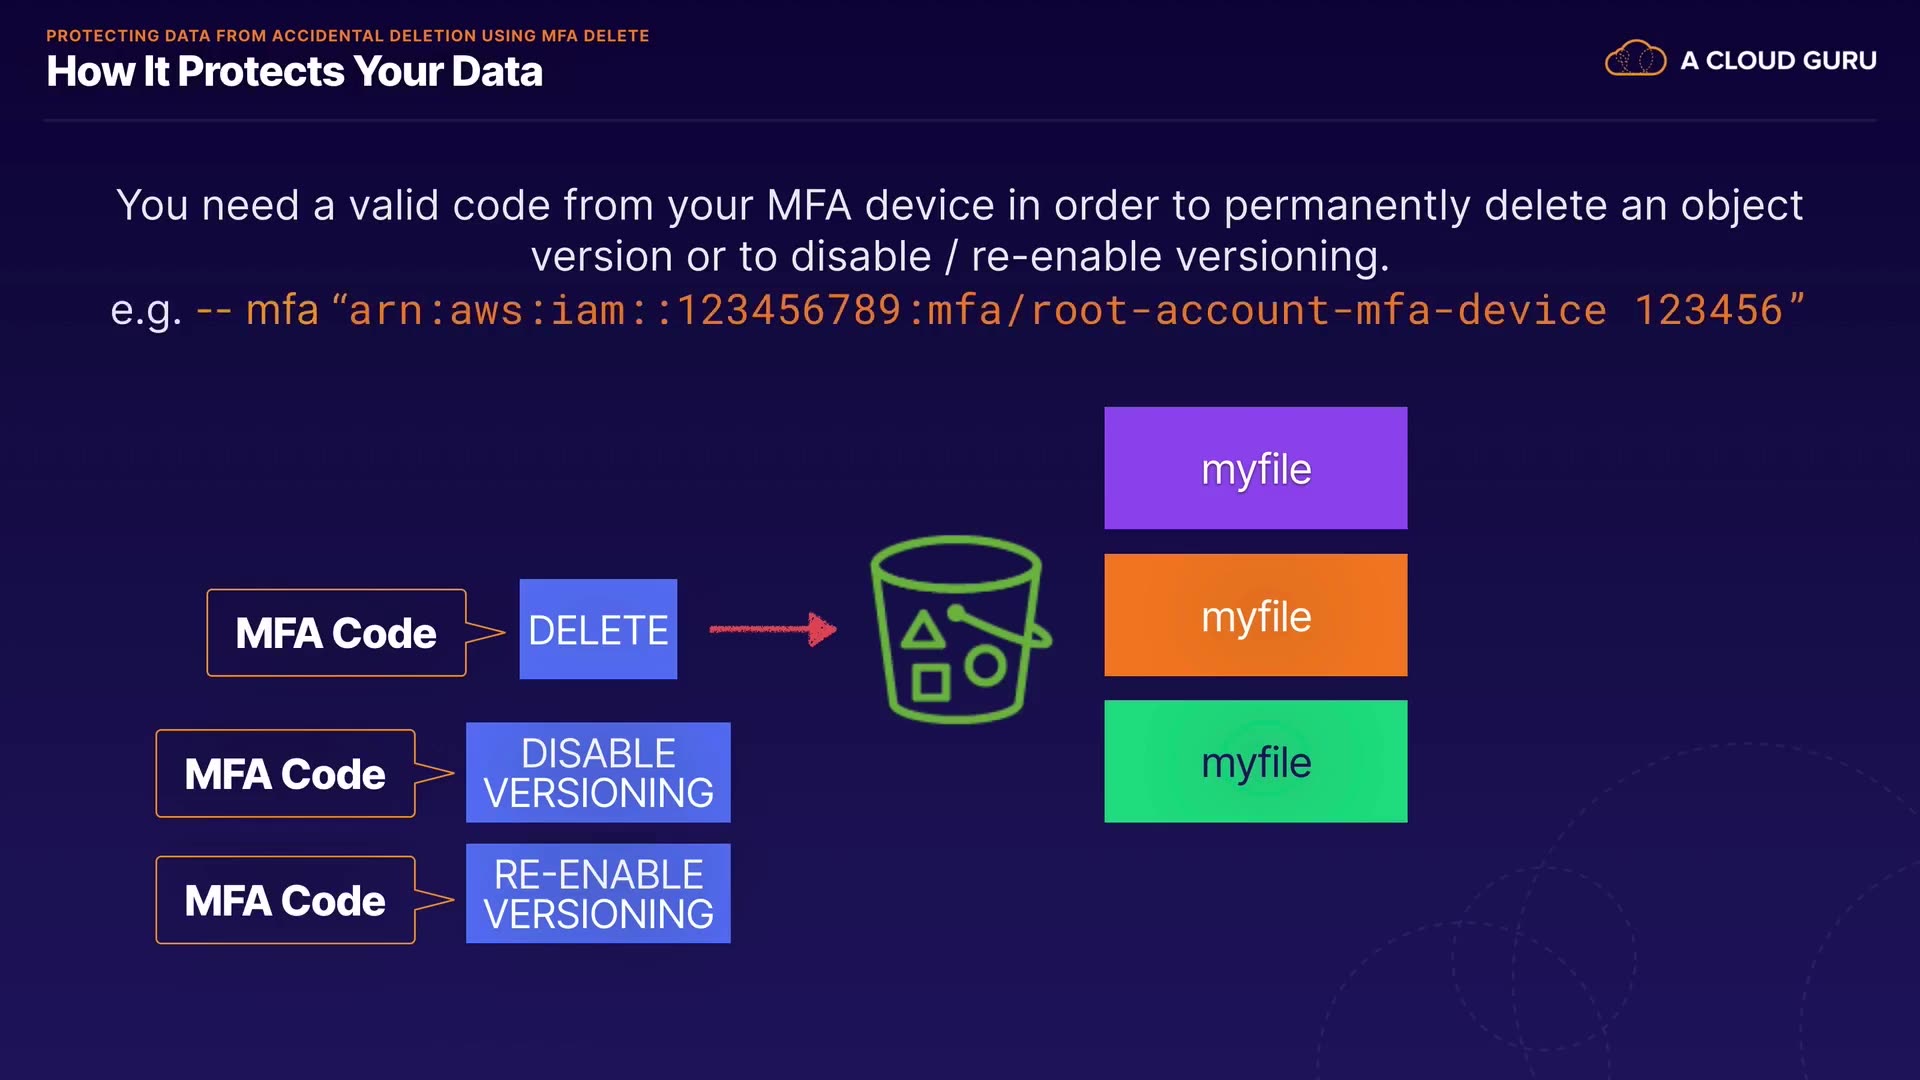 PROTECTING DATA FROM ACCIDENTAL DELETION USING MFA DELETE
How It Protects Your Data
A CLOUD GURU
You need a valid code from your MFA device in order to permanently delete an object
version or to disable / re-enable versioning.
e.g. -- mfa “arn:aws:iam::123456789:mfa/root-account-mfa-device 123456”
myfile
myfile
myfile
MFA Code
DELETE
MFA Code
DISABLE
VERSIONING
MFA Code
RE-ENABLE
VERSIONING